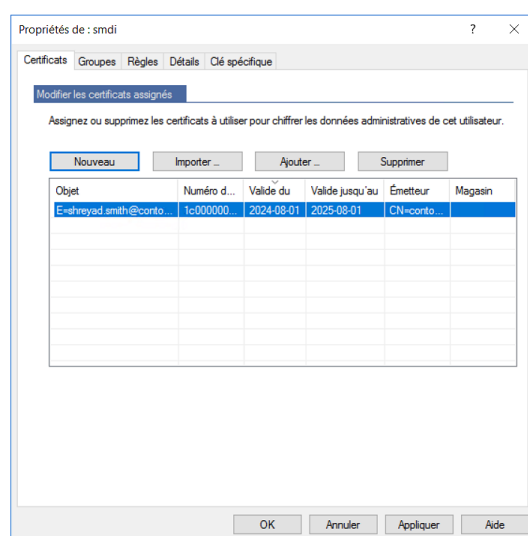 Propriétés de : smdi
Certificats Groupes Règles Détails Clé spécifique
Modifier les certificats assignés
Assignez ou supprimez les certificats à utiliser pour chiffrer les données administratives de cet utilisateur.
Nouveau Importer ... Ajouter ... Supprimer
Objet Numéro d... Valide du Valide jusqu'au Émetteur Magasin
E=shreyad.smith@conto... 1c000000... 2024-08-01 2025-08-01 CN=conto...
OK Annuler Appliquer Aide